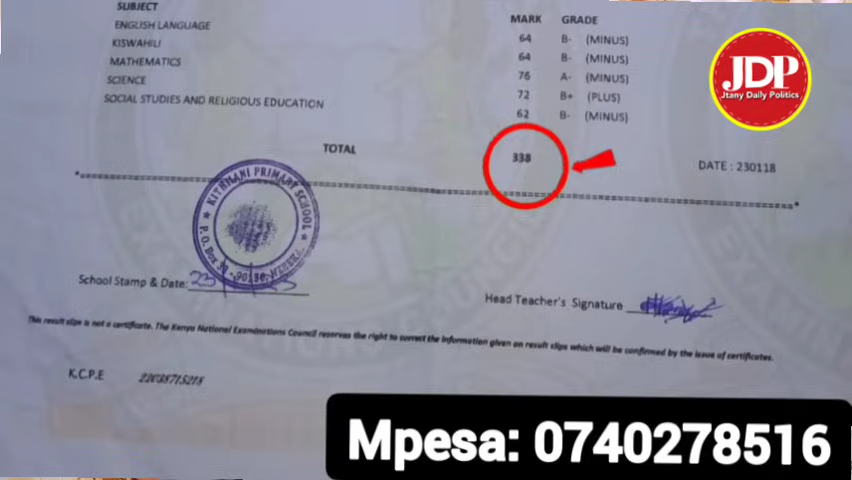 SUBJECT
MARK GRADE
ENGLISH LANGUAGE 64 B- (MINUS)
KISWAHILI 64 B- (MINUS)
MATHEMATICS 76 A- (MINUS)
SCIENCE 72 B+ (PLUS)
SOCIAL STUDIES AND RELIGIOUS EDUCATION 62 B- (MINUS)
JDP
Jtany Daily Politics
TOTAL 338 DATE : 230118
PRIMARY SCHOOL
P.O. Box
School Stamp & Date:
Head Teacher's Signature
This result slip is not a certificate. The Kenya National Examinations Council reserves the right to correct the information given on result slips which will be confirmed by the issue of certificates.
K.C.P.E
Mpesa: 0740278516